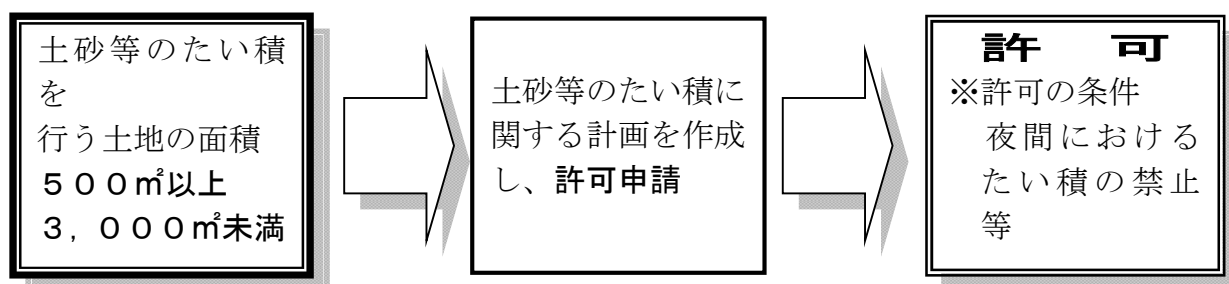 土砂等のたい積
を
行う土地の面積
５００㎡以上
３，０００㎡未満
土砂等のたい積に
関する計画を作成
し、許可申請
許　可
※許可の条件
夜間における
たい積の禁止
等